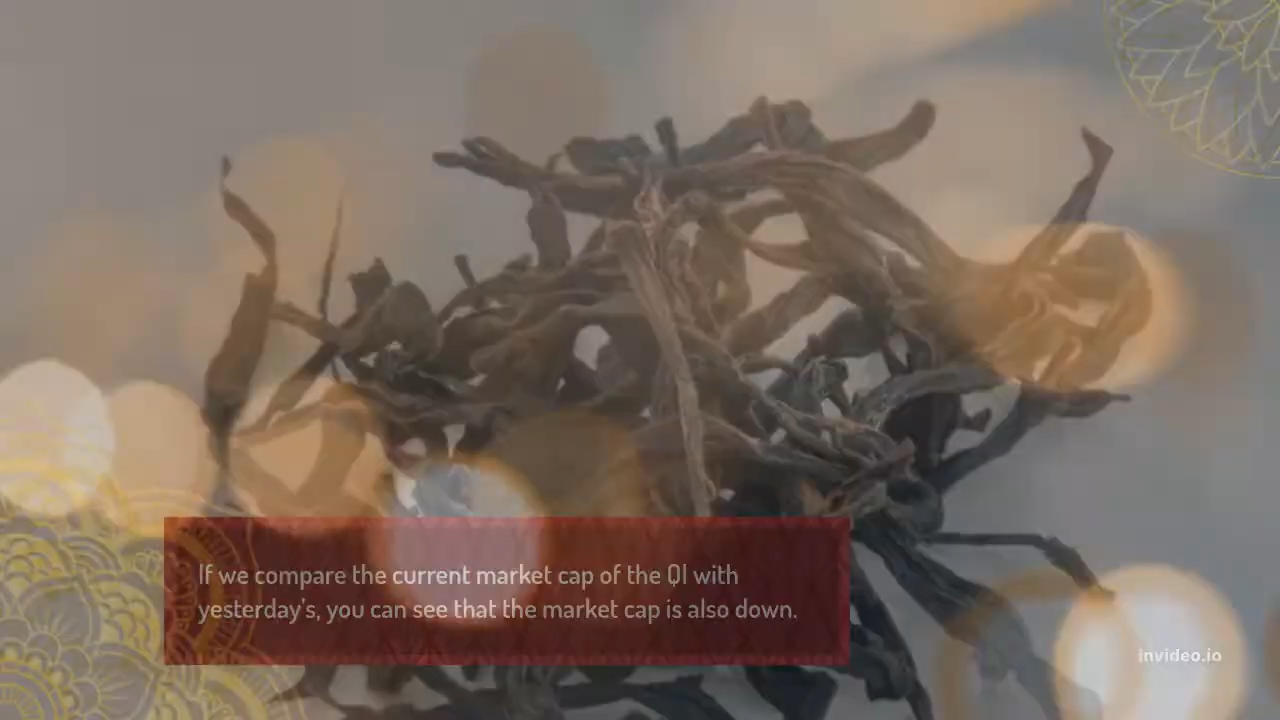 If we compare the current market cap of the QI with
yesterday's, you can see that the market cap is also down.
invideo.io